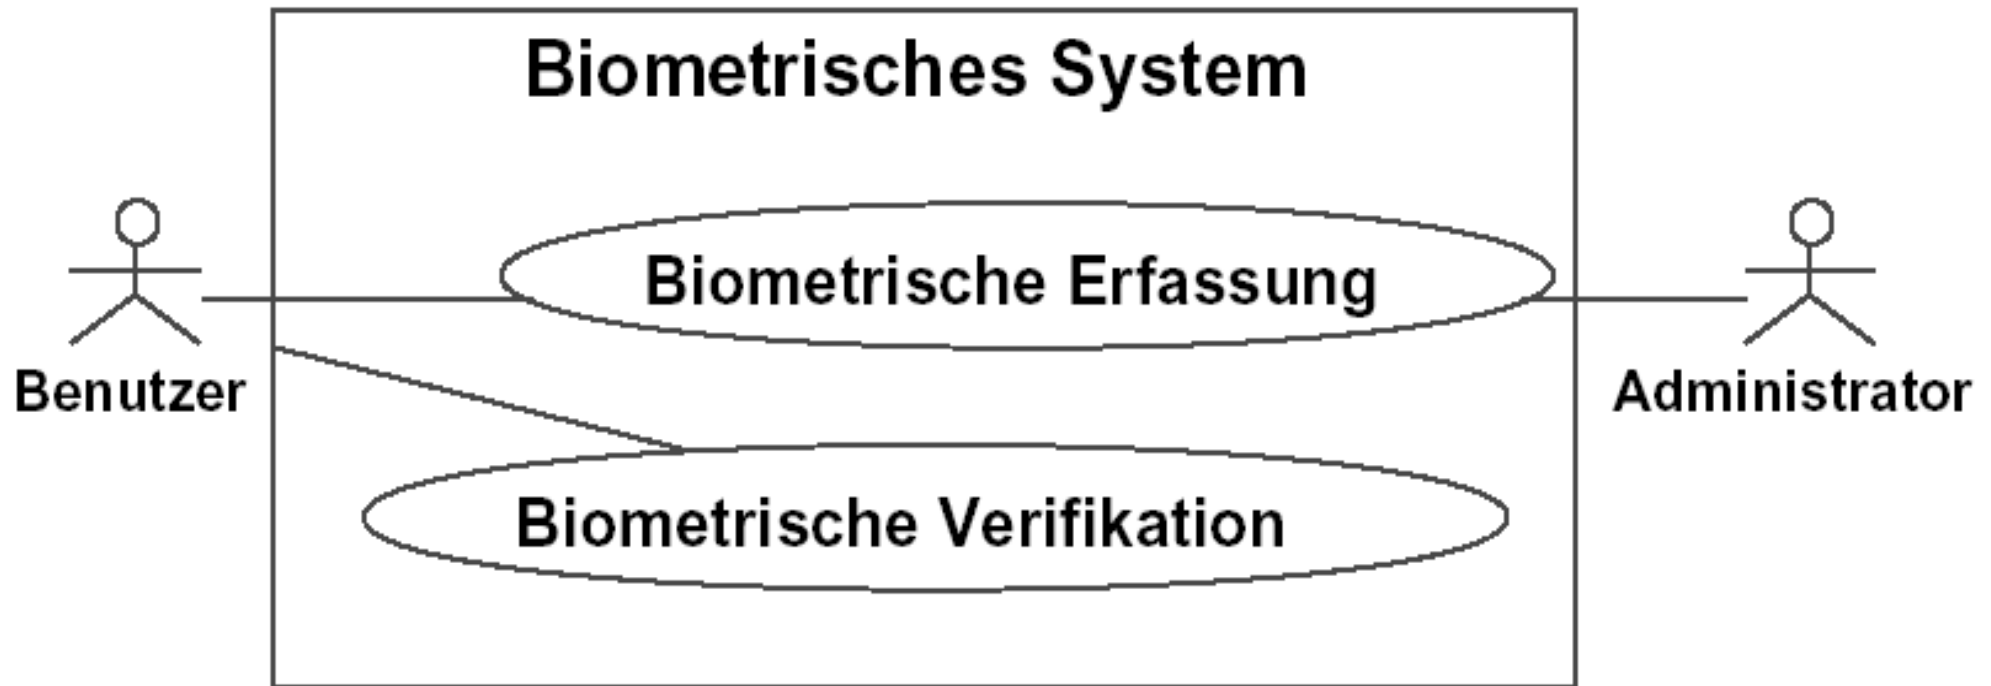 Biometrisches System
Biometrische Erfassung
Benutzer
Administrator
Biometrische Verifikation